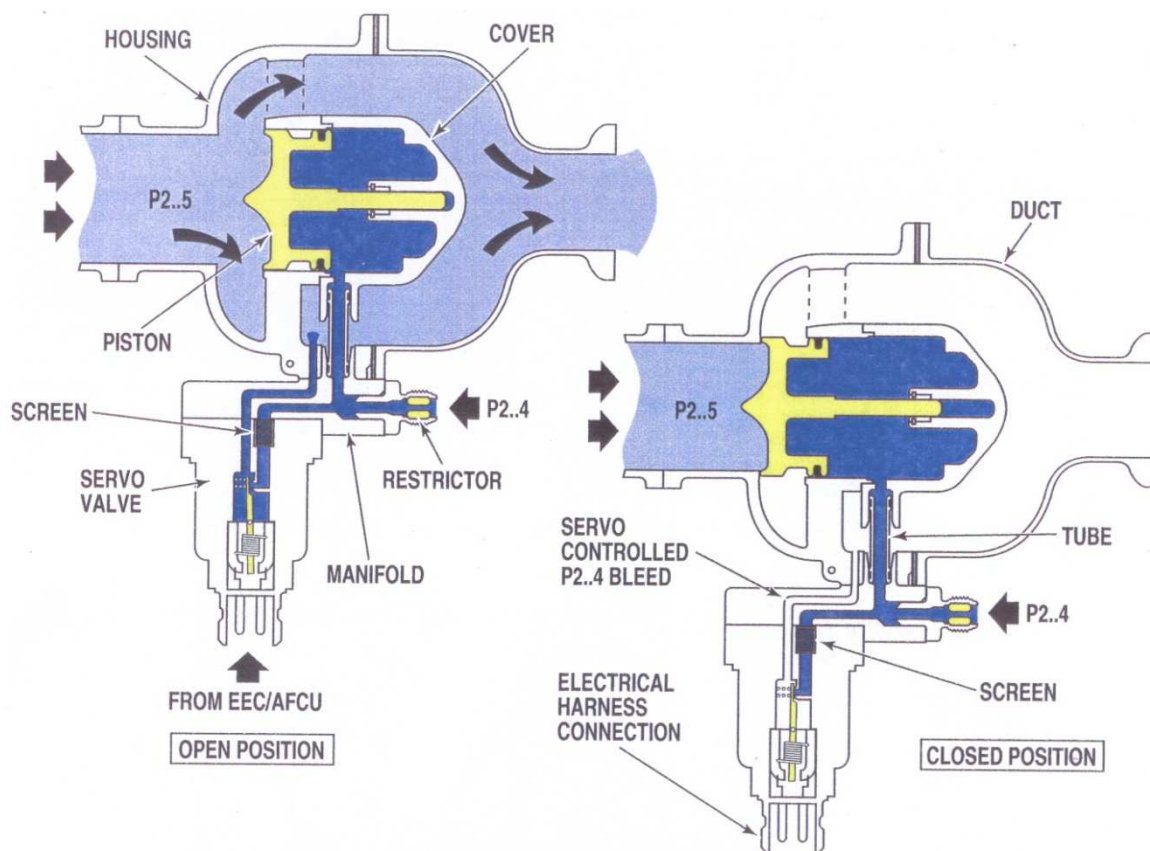 HOUSING
COVER
P2..5
PISTON
SCREEN
P2..4
RESTRICTOR
SERVO
VALVE
MANIFOLD
FROM EEC/AFCU
OPEN POSITION
DUCT
P2..5
SERVO
CONTROLLED
P2..4 BLEED
TUBE
P2..4
SCREEN
ELECTRICAL
HARNESS
CONNECTION
CLOSED POSITION